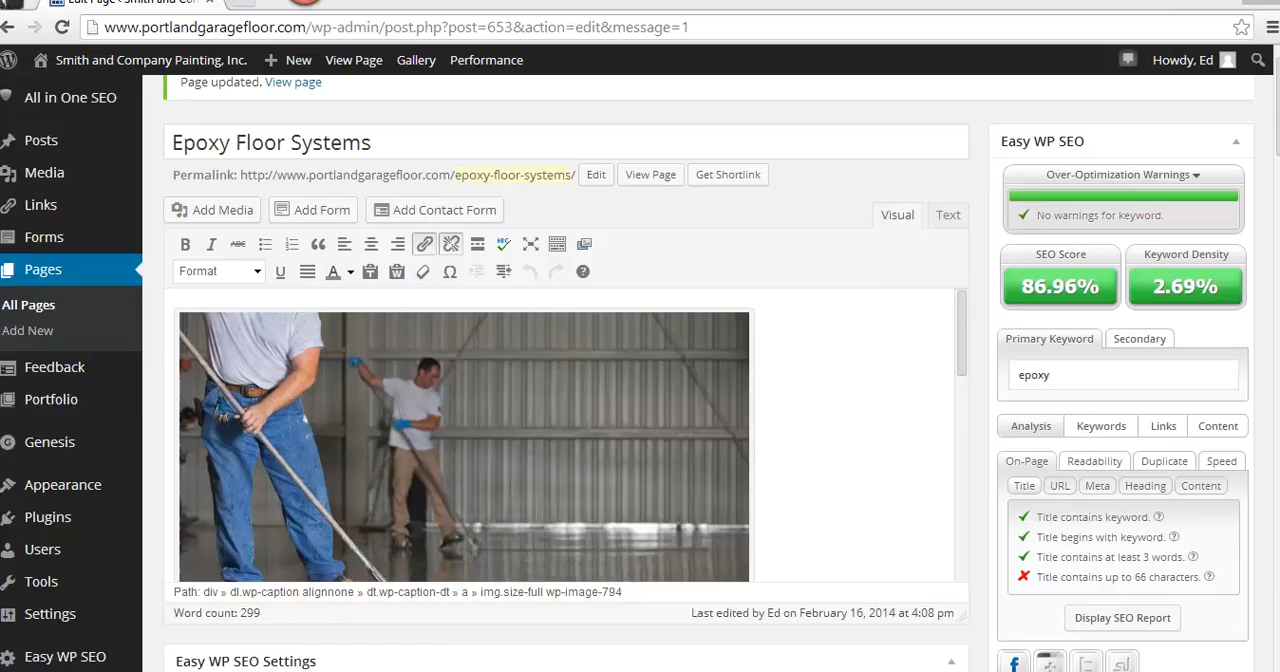 Edit Page ‹ Smith and Com
www.portlandgaragefloor.com/wp-admin/post.php?post=653&action=edit&message=1
Smith and Company Painting, Inc. New View Page Gallery Performance Howdy, Ed
Page updated. View page
All in One SEO
Posts
Media
Links
Forms
Pages
All Pages
Add New
Feedback
Portfolio
Genesis
Appearance
Plugins
Users
Tools
Settings
Easy WP SEO
Epoxy Floor Systems
Permalink: http://www.portlandgaragefloor.com/epoxy-floor-systems/ Edit View Page Get Shortlink
Add Media Add Form Add Contact Form Visual Text
B I ABC ABC
Format U A T W Ω ?
Path: div » dl.wp-caption alignnone » dt.wp-caption-dt » a » img.size-full wp-image-794
Word count: 299 Last edited by Ed on February 16, 2014 at 4:08 pm
Easy WP SEO Settings
Easy WP SEO
Over-Optimization Warnings
No warnings for keyword.
SEO Score Keyword Density
86.96% 2.69%
Primary Keyword Secondary
epoxy
Analysis Keywords Links Content
On-Page Readability Duplicate Speed
Title URL Meta Heading Content
Title contains keyword. ?
Title begins with keyword. ?
Title contains at least 3 words. ?
Title contains up to 66 characters. ?
Display SEO Report